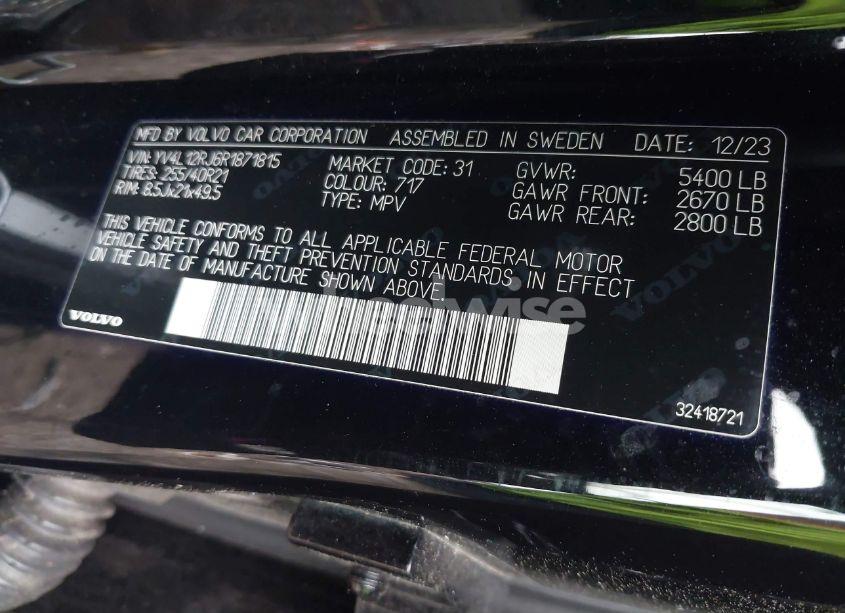 MFD BY VOLVO CAR CORPORATION ASSEMBLED IN SWEDEN DATE: 12/23
VIN: YV4L12RJ6R1871815 MARKET CODE: 31 GVWR: 5400 LB
TIRES: 255/40R21 COLOUR: 717 GAWR FRONT: 2670 LB
RIM: 8.5Jx21x49.5 TYPE: MPV GAWR REAR: 2800 LB
THIS VEHICLE CONFORMS TO ALL APPLICABLE FEDERAL MOTOR
VEHICLE SAFETY AND THEFT PREVENTION STANDARDS IN EFFECT
ON THE DATE OF MANUFACTURE SHOWN ABOVE.
VOLVO
32418721